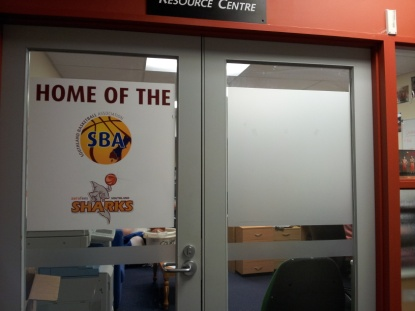 RESOURCE CENTRE
HOME OF THE
SBA
SHARKS